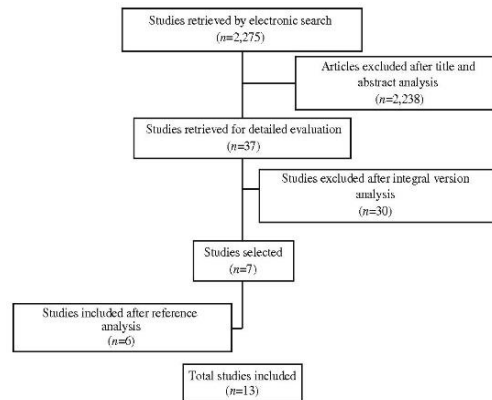 Studies retrieved by electronic search
(n=2,275)
Articles excluded after title and
abstract analysis
(n=2,238)
Studies retrieved for detailed evaluation
(n=37)
Studies excluded after integral version
analysis
(n=30)
Studies selected
(n=7)
Studies included after reference
analysis
(n=6)
Total studies included
(n=13)